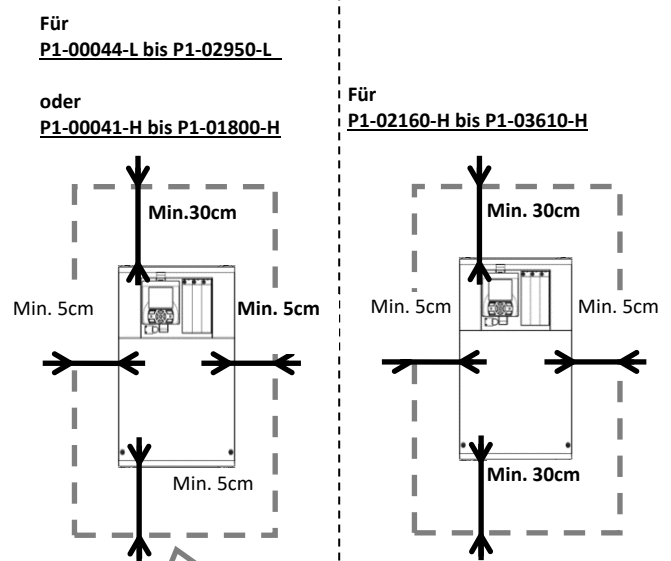 Für
P1-00044-L bis P1-02950-L
oder
P1-00041-H bis P1-01800-H
Min.30cm
Min. 5cm
Min. 5cm
Min. 5cm
Für
P1-02160-H bis P1-03610-H
Min. 30cm
Min. 5cm
Min. 5cm
Min. 30cm